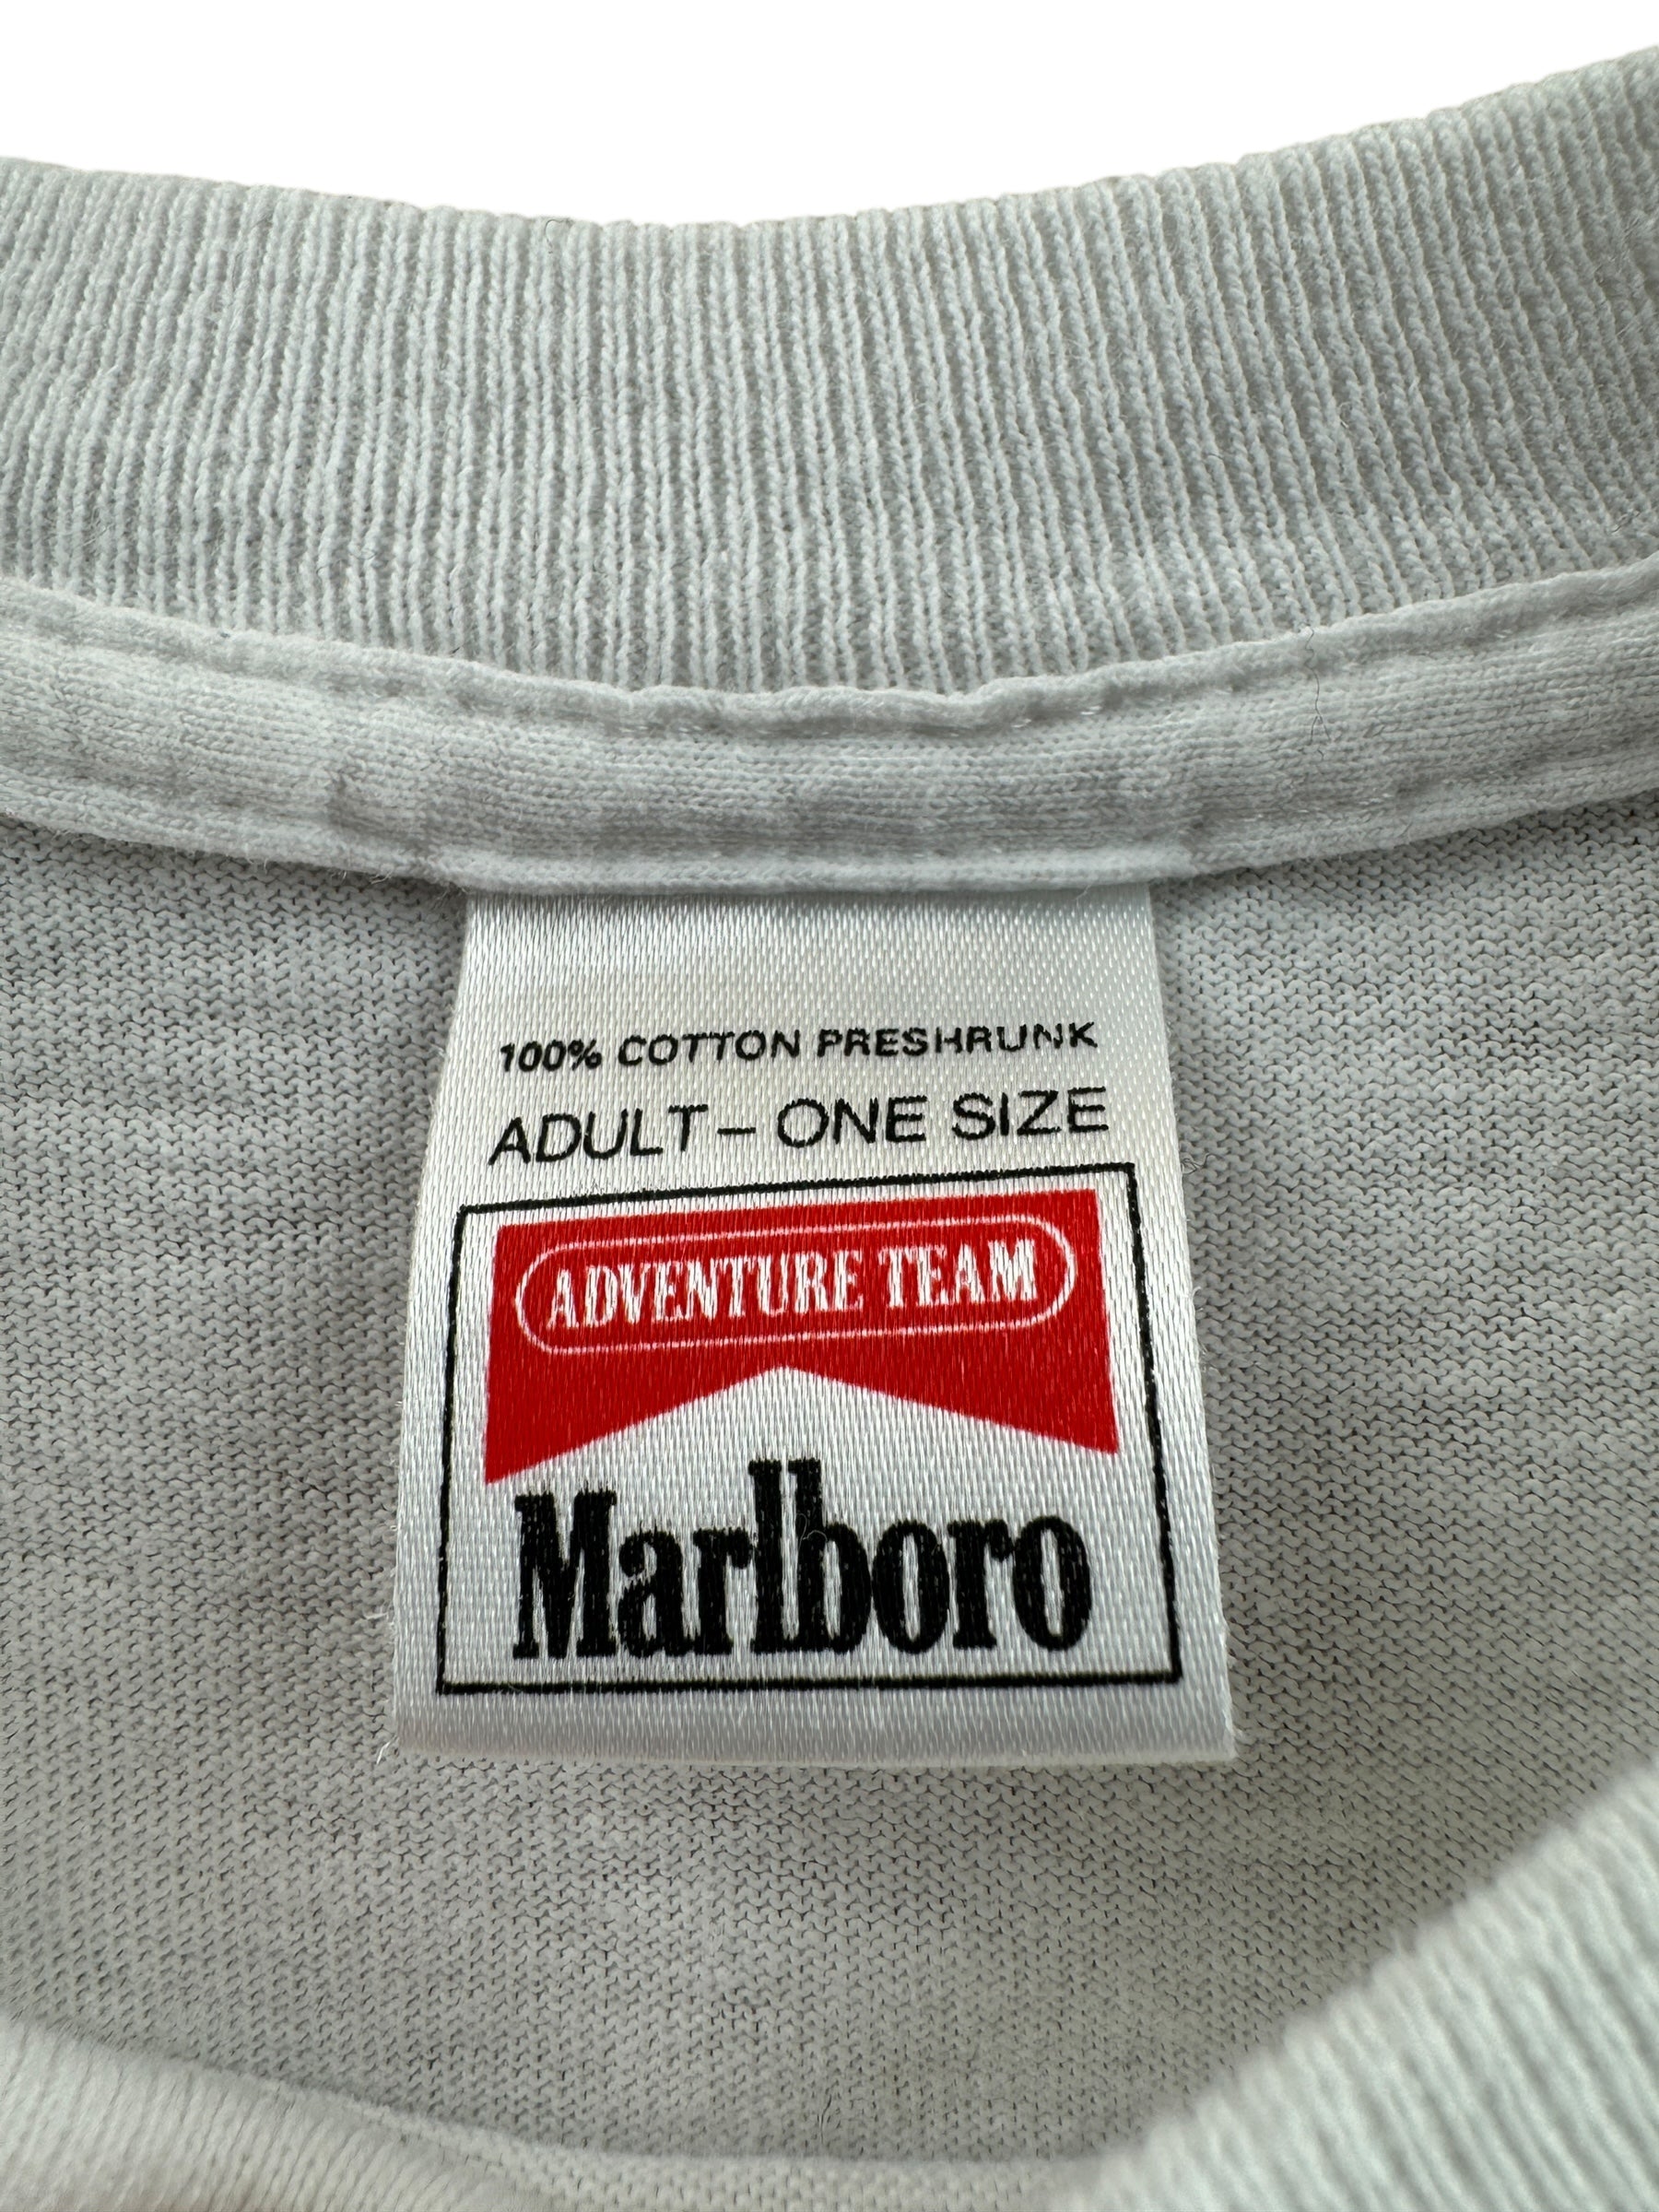 100% COTTON PRESHRUNK
ADULT – ONE SIZE
ADVENTURE TEAM
Marlboro